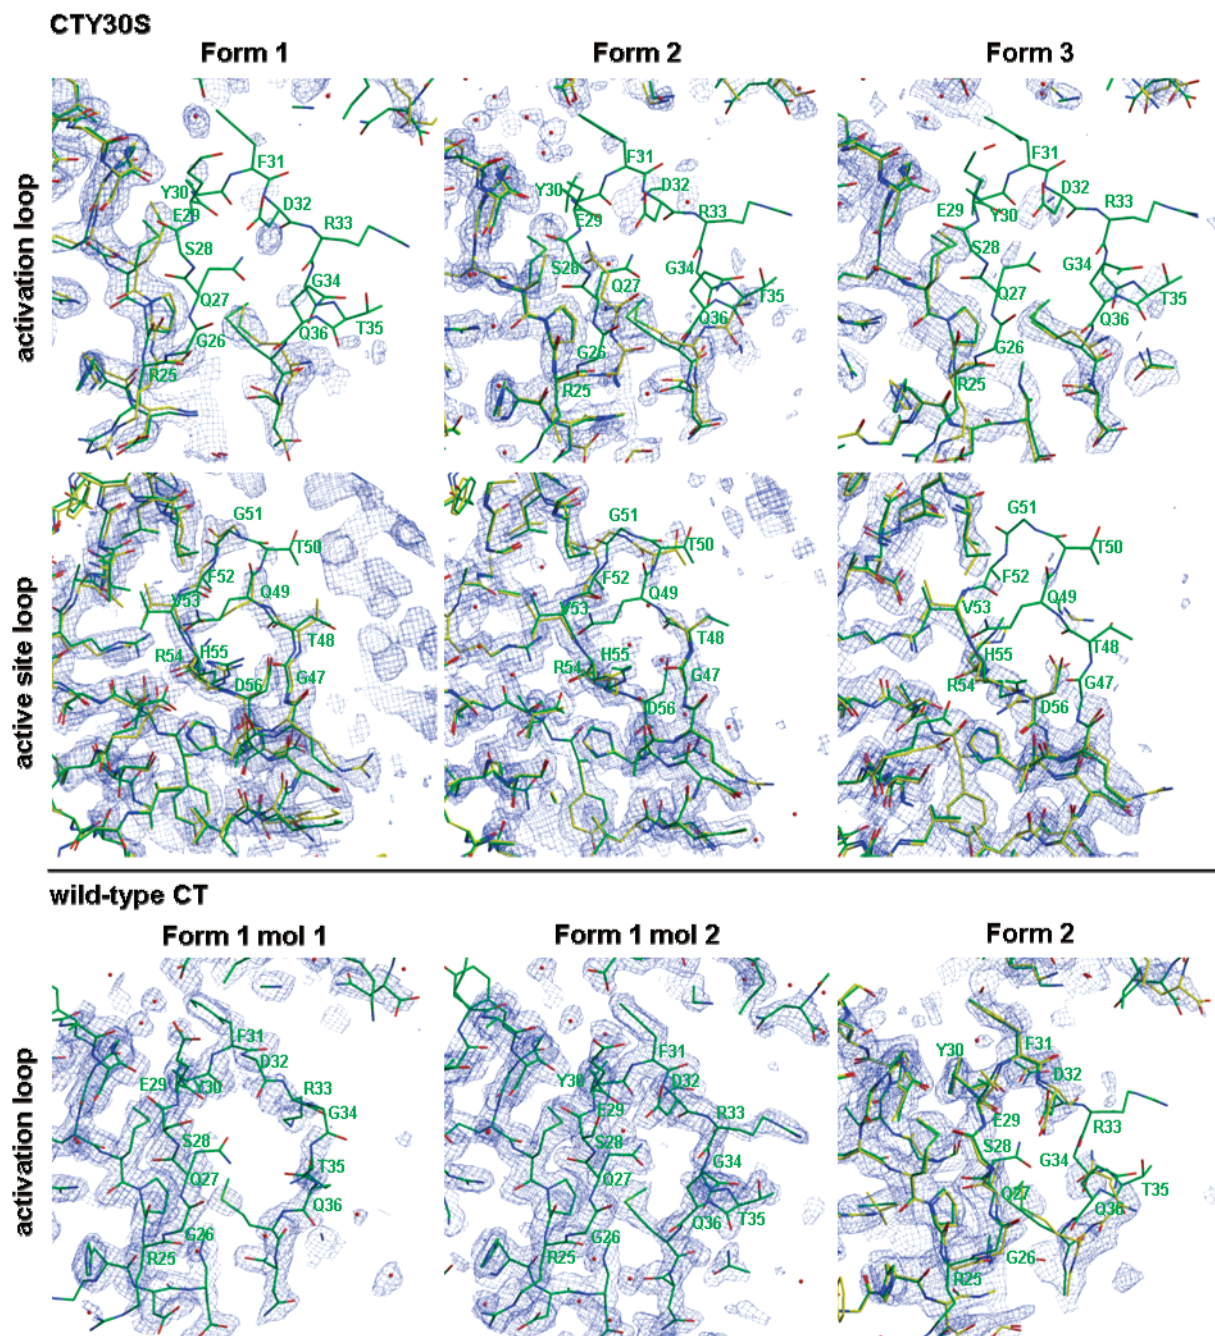 CTY30S
Form 1
Form 2
Form 3
activation loop
F31
Y30
D32
E29
R33
S28
G34
Q27
T35
Q36
G26
R25
F31
Y30
D32
E29
R33
S28
G34
Q27
T35
Q36
G26
R25
F31
D32
E29
Y30
R33
S28
G34
Q27
T35
Q36
G26
R25
active site loop
G51
T50
F52
Q49
V53
T48
H55
R54
G47
D56
G51
T50
F52
Q49
V53
T48
H55
R54
G47
D56
G51
T50
F52
Q49
V53
T48
H55
G47
R54
D56
wild-type CT
Form 1 mol 1
Form 1 mol 2
Form 2
activation loop
F31
D32
E29
Y30
R33
G34
S28
T35
Q27
Q36
G26
R25
F31
Y30
D32
E29
R33
S28
G34
Q27
Q36
T35
G26
R25
F31
Y30
D32
E29
R33
S28
G34
Q27
T35
Q36
G26
R25